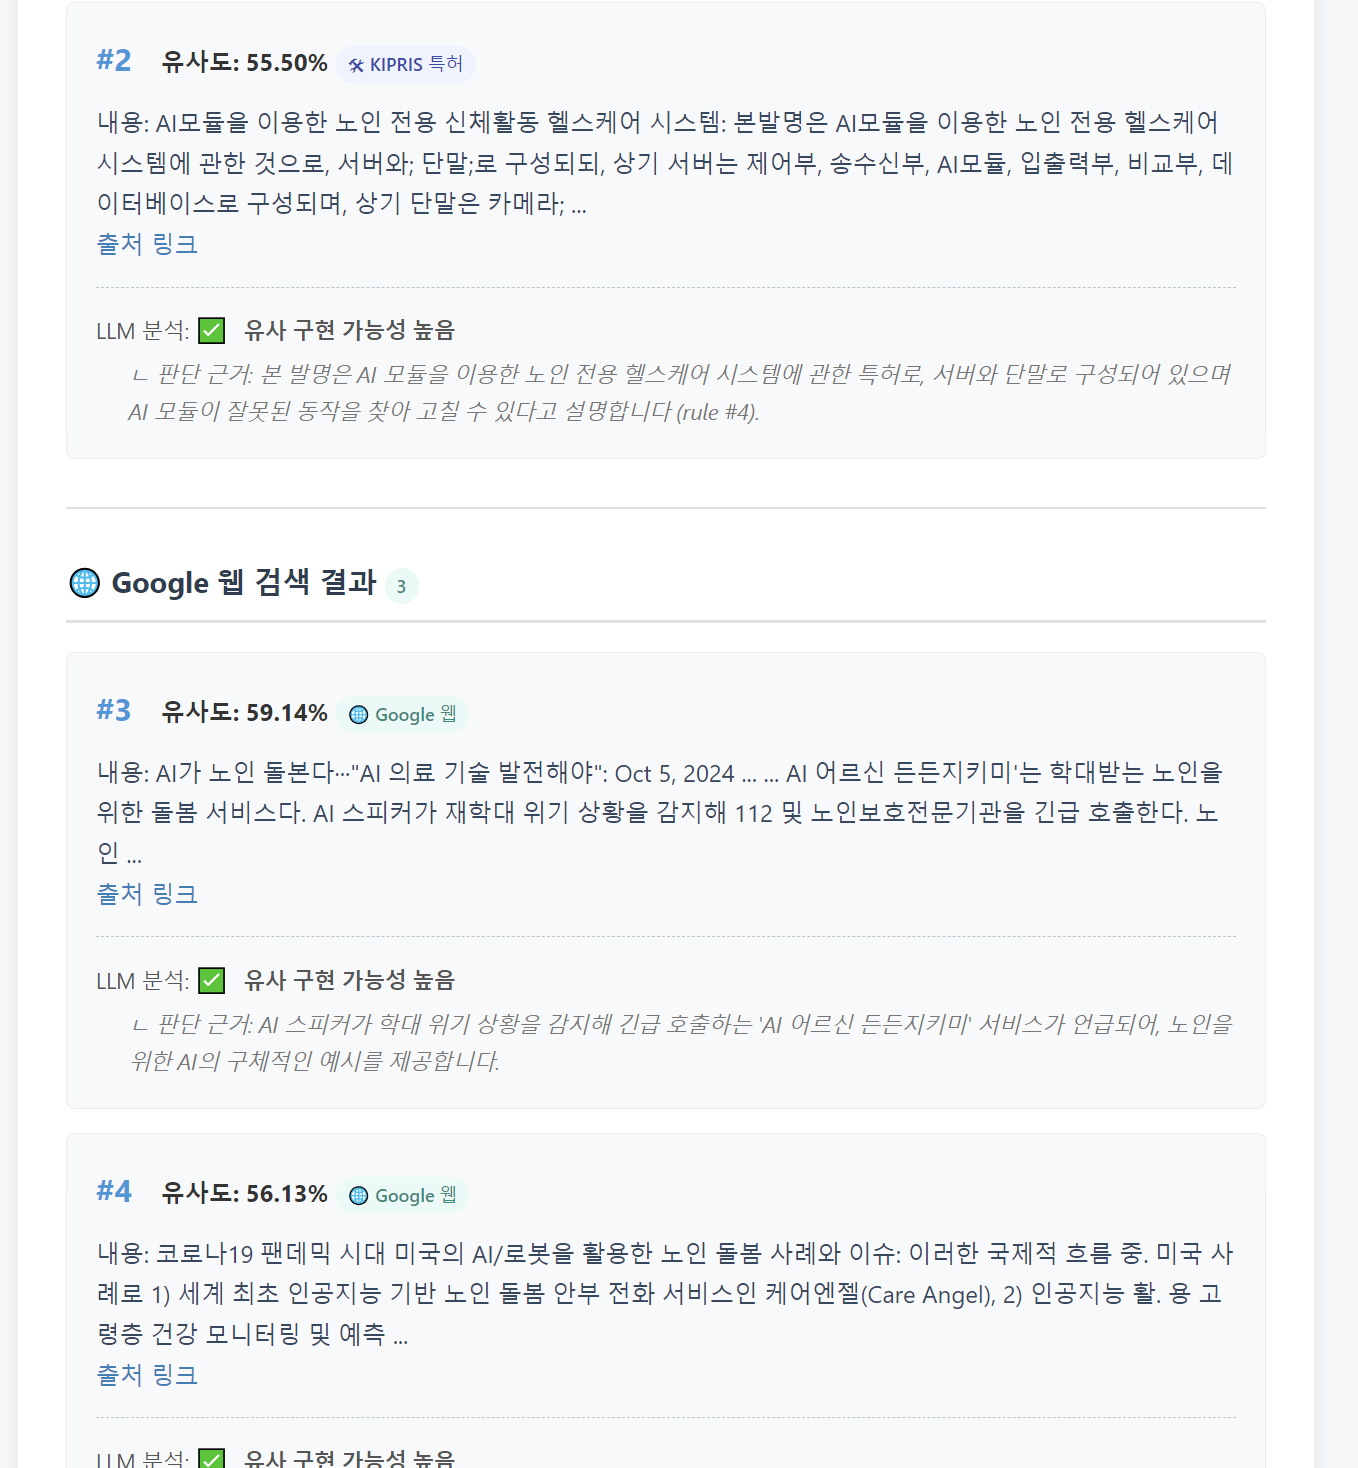 #2 유사도: 55.50% 🛠 KIPRIS 특허
내용: AI모듈을 이용한 노인 전용 신체활동 헬스케어 시스템: 본발명은 AI모듈을 이용한 노인 전용 헬스케어
시스템에 관한 것으로, 서버와; 단말;로 구성되되, 상기 서버는 제어부, 송수신부, AI모듈, 입출력부, 비교부, 데
이터베이스로 구성되며, 상기 단말은 카메라; ...
출처 링크
LLM 분석: ✅ 유사 구현 가능성 높음
ㄴ 판단 근거: 본 발명은 AI 모듈을 이용한 노인 전용 헬스케어 시스템에 관한 특허로, 서버와 단말로 구성되어 있으며
AI 모듈이 잘못된 동작을 찾아 고칠 수 있다고 설명합니다 (rule #4).
🌐 Google 웹 검색 결과 3
#3 유사도: 59.14% 🌐 Google 웹
내용: AI가 노인 돌본다…"AI 의료 기술 발전해야": Oct 5, 2024 ... ... AI 어르신 든든지키미'는 학대받는 노인을
위한 돌봄 서비스다. AI 스피커가 재학대 위기 상황을 감지해 112 및 노인보호전문기관을 긴급 호출한다. 노
인 ...
출처 링크
LLM 분석: ✅ 유사 구현 가능성 높음
ㄴ 판단 근거: AI 스피커가 학대 위기 상황을 감지해 긴급 호출하는 'AI 어르신 든든지키미' 서비스가 언급되어, 노인을
위한 AI의 구체적인 예시를 제공합니다.
#4 유사도: 56.13% 🌐 Google 웹
내용: 코로나19 팬데믹 시대 미국의 AI/로봇을 활용한 노인 돌봄 사례와 이슈: 이러한 국제적 흐름 중. 미국 사
례로 1) 세계 최초 인공지능 기반 노인 돌봄 안부 전화 서비스인 케어엔젤(Care Angel), 2) 인공지능 활. 용 고
령층 건강 모니터링 및 예측 ...
출처 링크
LLM 분석: ✅ 유사 구현 가능성 높음